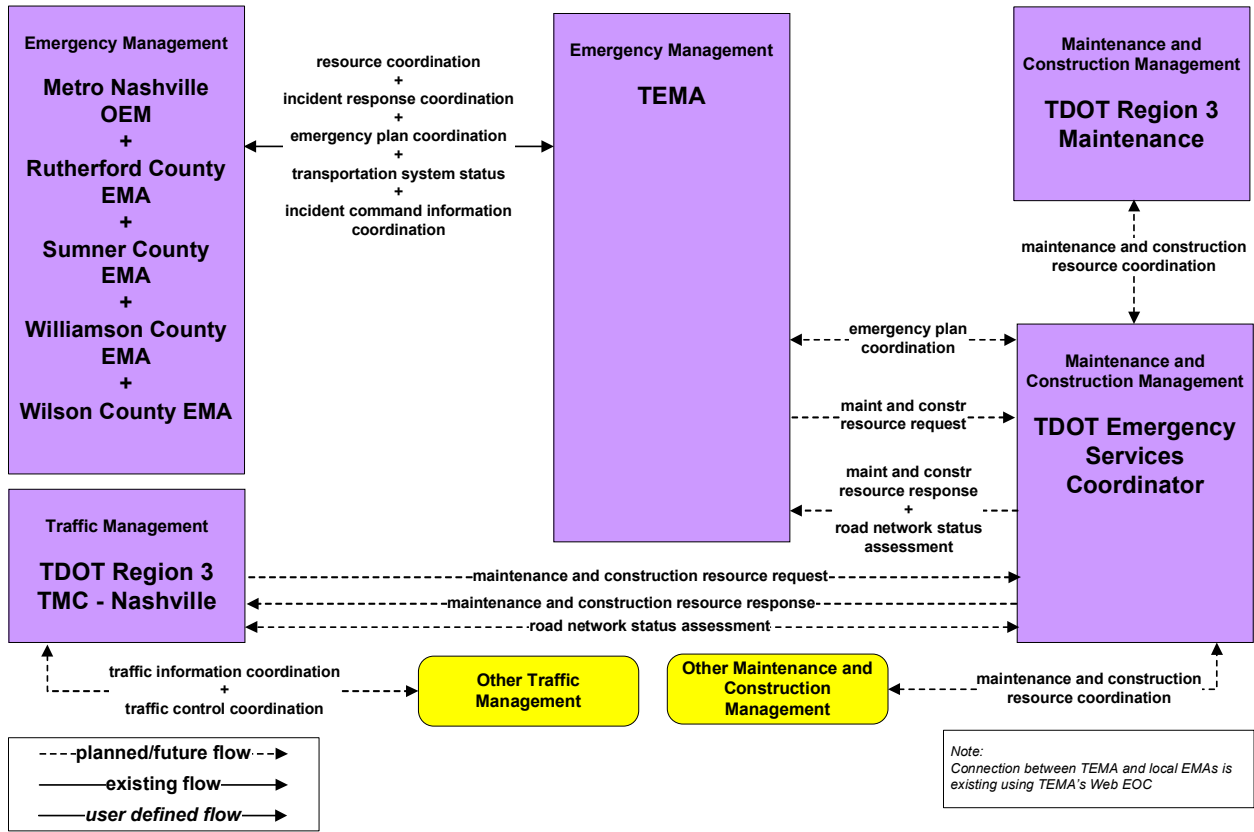 Emergency Management
Metro Nashville
OEM
+
Rutherford County
EMA
+
Sumner County
EMA
+
Williamson County
EMA
+
Wilson County EMA
resource coordination
+
incident response coordination
+
emergency plan coordination
+
transportation system status
+
incident command information
coordination
Emergency Management
TEMA
Maintenance and
Construction Management
TDOT Region 3
Maintenance
maintenance and construction
resource coordination
emergency plan
coordination
maint and constr
resource request
maint and constr
resource response
+
road network status
assessment
Maintenance and
Construction Management
TDOT Emergency
Services
Coordinator
Traffic Management
TDOT Region 3
TMC - Nashville
maintenance and construction resource request
maintenance and construction resource response
road network status assessment
traffic information coordination
+
traffic control coordination
Other Traffic
Management
Other Maintenance and
Construction
Management
maintenance and construction
resource coordination
planned/future flow
existing flow
user defined flow
Note:
Connection between TEMA and local EMAs is
existing using TEMA's Web EOC